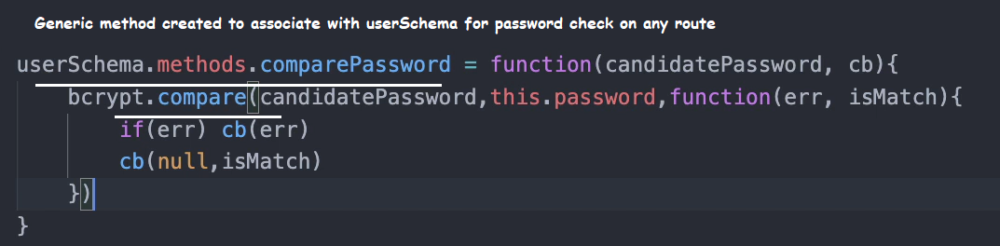 Generic method created to associate with userSchema for password check on any route
userSchema.methods.comparePassword = function(candidatePassword, cb){
    bcrypt.compare(candidatePassword,this.password,function(err, isMatch){
        if(err) cb(err)
        cb(null,isMatch)
    })
}